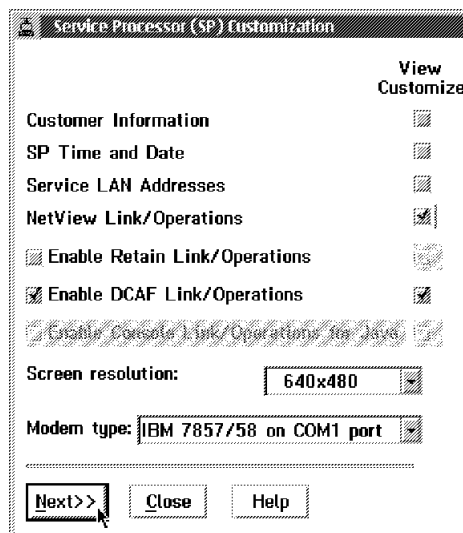 Service Processor (SP) Customization
View
Customize
Customer Information
SP Time and Date
Service LAN Addresses
NetView Link/Operations
Enable Retain Link/Operations
Enable DCAF Link/Operations
Enable Console Link/Operations for Java
Screen resolution: 640x480
Modem type: IBM 7857/58 on COM1 port
Next>> Close Help